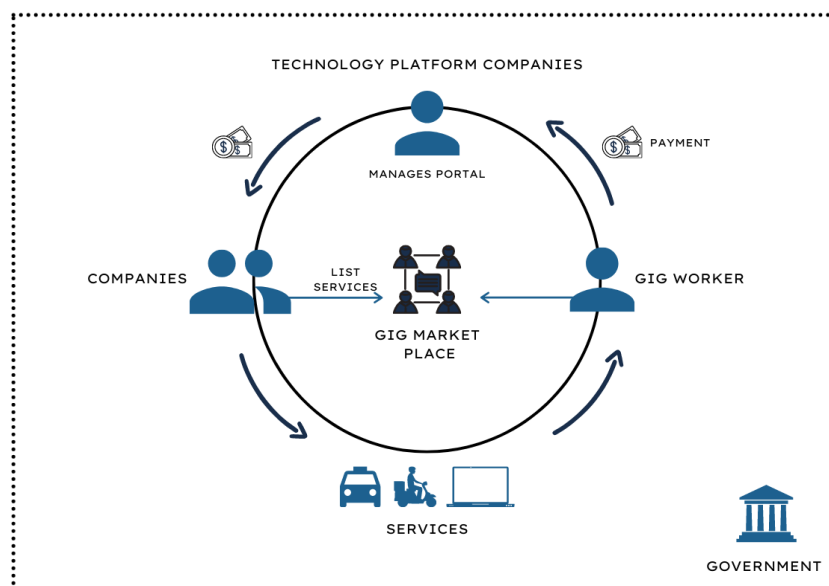 TECHNOLOGY PLATFORM COMPANIES
PAYMENT
MANAGES PORTAL
COMPANIES
LIST
SERVICES
GIG WORKER
GIG MARKET
PLACE
SERVICES
GOVERNMENT